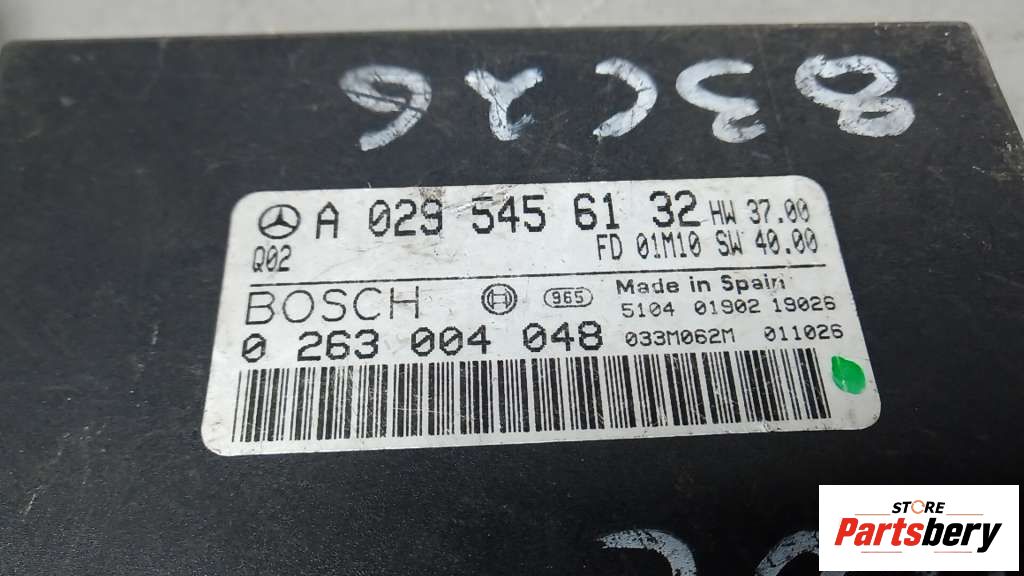 A 029 545 61 32 HW 37.00
Q02 FD 01M10 SW 40.00
BOSCH 965 Made in Spain
5104 01902 19026
0 263 004 048 033M062M 011026
STORE
Partsbery